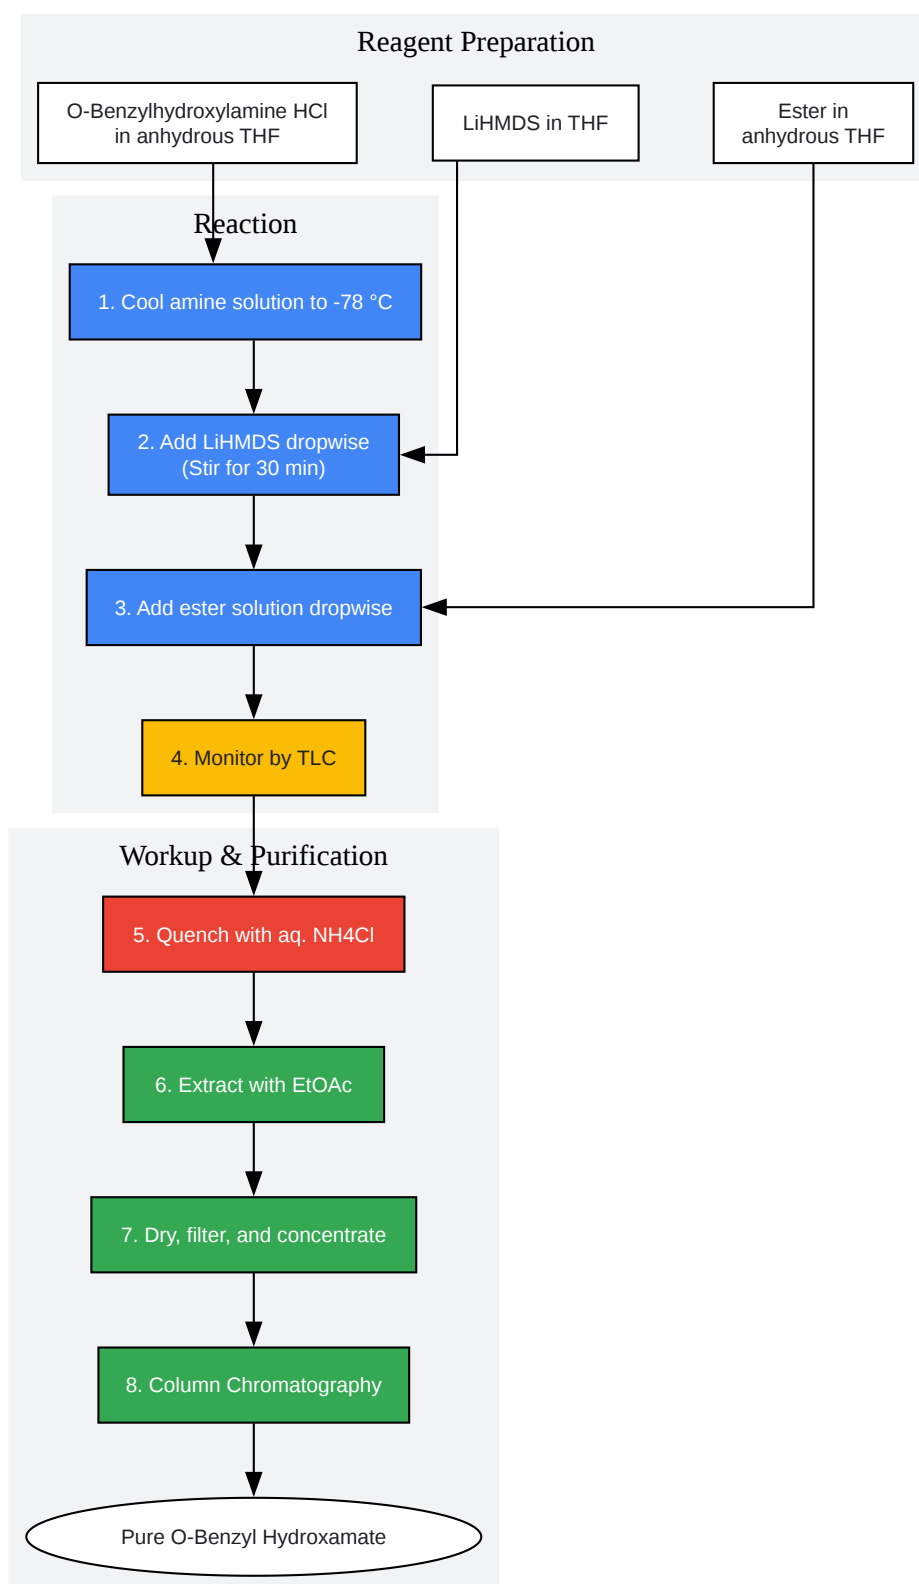 Reagent Preparation
O-Benzylhydroxylamine HCl
in anhydrous THF
LiHMDS in THF
Ester in
anhydrous THF
Reaction
1. Cool amine solution to -78 °C
2. Add LiHMDS dropwise
(Stir for 30 min)
3. Add ester solution dropwise
4. Monitor by TLC
Workup & Purification
5. Quench with aq. NH4Cl
6. Extract with EtOAc
7. Dry, filter, and concentrate
8. Column Chromatography
Pure O-Benzyl Hydroxamate